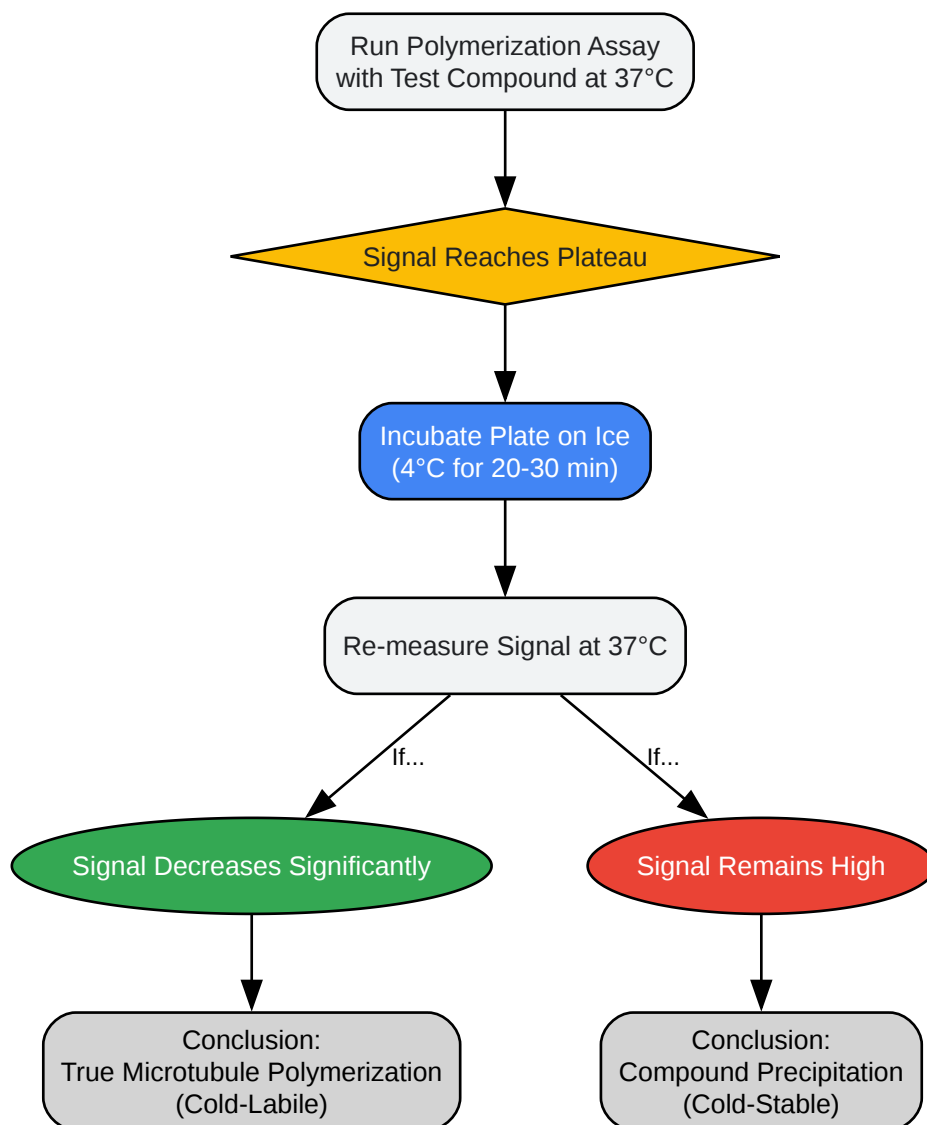 Run Polymerization Assay
with Test Compound at 37°C
Signal Reaches Plateau
Incubate Plate on Ice
(4°C for 20-30 min)
Re-measure Signal at 37°C
If...
If...
Signal Decreases Significantly
Signal Remains High
Conclusion:
True Microtubule Polymerization
(Cold-Labile)
Conclusion:
Compound Precipitation
(Cold-Stable)